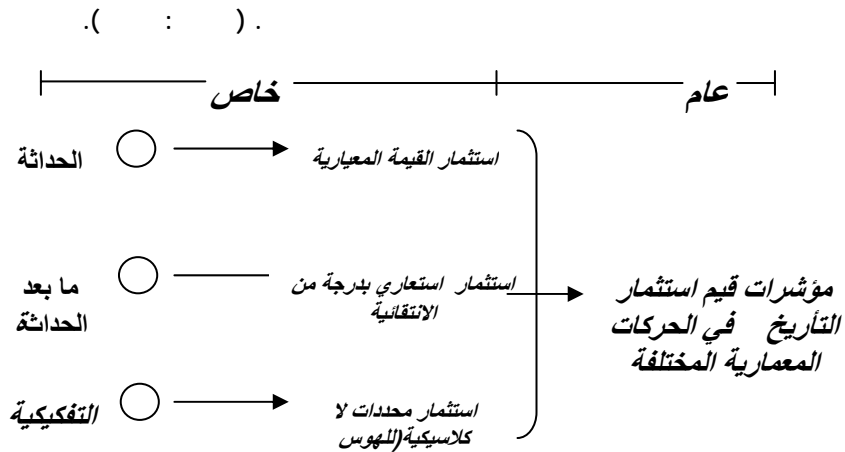 . (       :       ).
خاص
عام
الحداثة
استثمار القيمة المعيارية
ما بعد
الحداثة
استثمار استعاري بدرجة من
الانتقائية
التفكيكية
استثمار محددات لا
كلاسيكية(للهوس
مؤشرات قيم استثمار
التأريخ في الحركات
المعمارية المختلفة